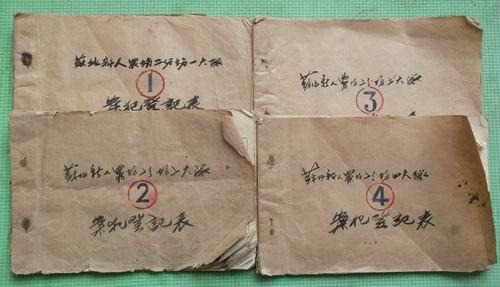 苏北新人農場二分場一大隊
1
案犯登記表
蘇北新人農場二分場三大隊
3
表
蘇北新人農場二分場二大隊
2
案犯登記表
蘇北新人農場二分場四大隊
4
案犯登記表